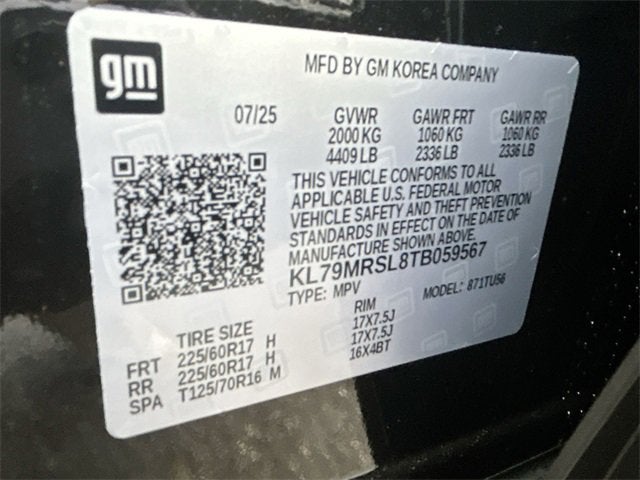 gm
MFD BY GM KOREA COMPANY
07/25 GVWR GAWR FRT GAWR RR
2000 KG 1060 KG 1060 KG
4409 LB 2336 LB 2336 LB
THIS VEHICLE CONFORMS TO ALL
APPLICABLE U.S. FEDERAL MOTOR
VEHICLE SAFETY AND THEFT PREVENTION
STANDARDS IN EFFECT ON THE DATE OF
MANUFACTURE SHOWN ABOVE.
KL79MRSL8TB059567
TYPE: MPV MODEL: 871TU56
TIRE SIZE RIM
FRT 225/60R17 H 17X7.5J
RR 225/60R17 H 17X7.5J
SPA T125/70R16 M 16X4BT